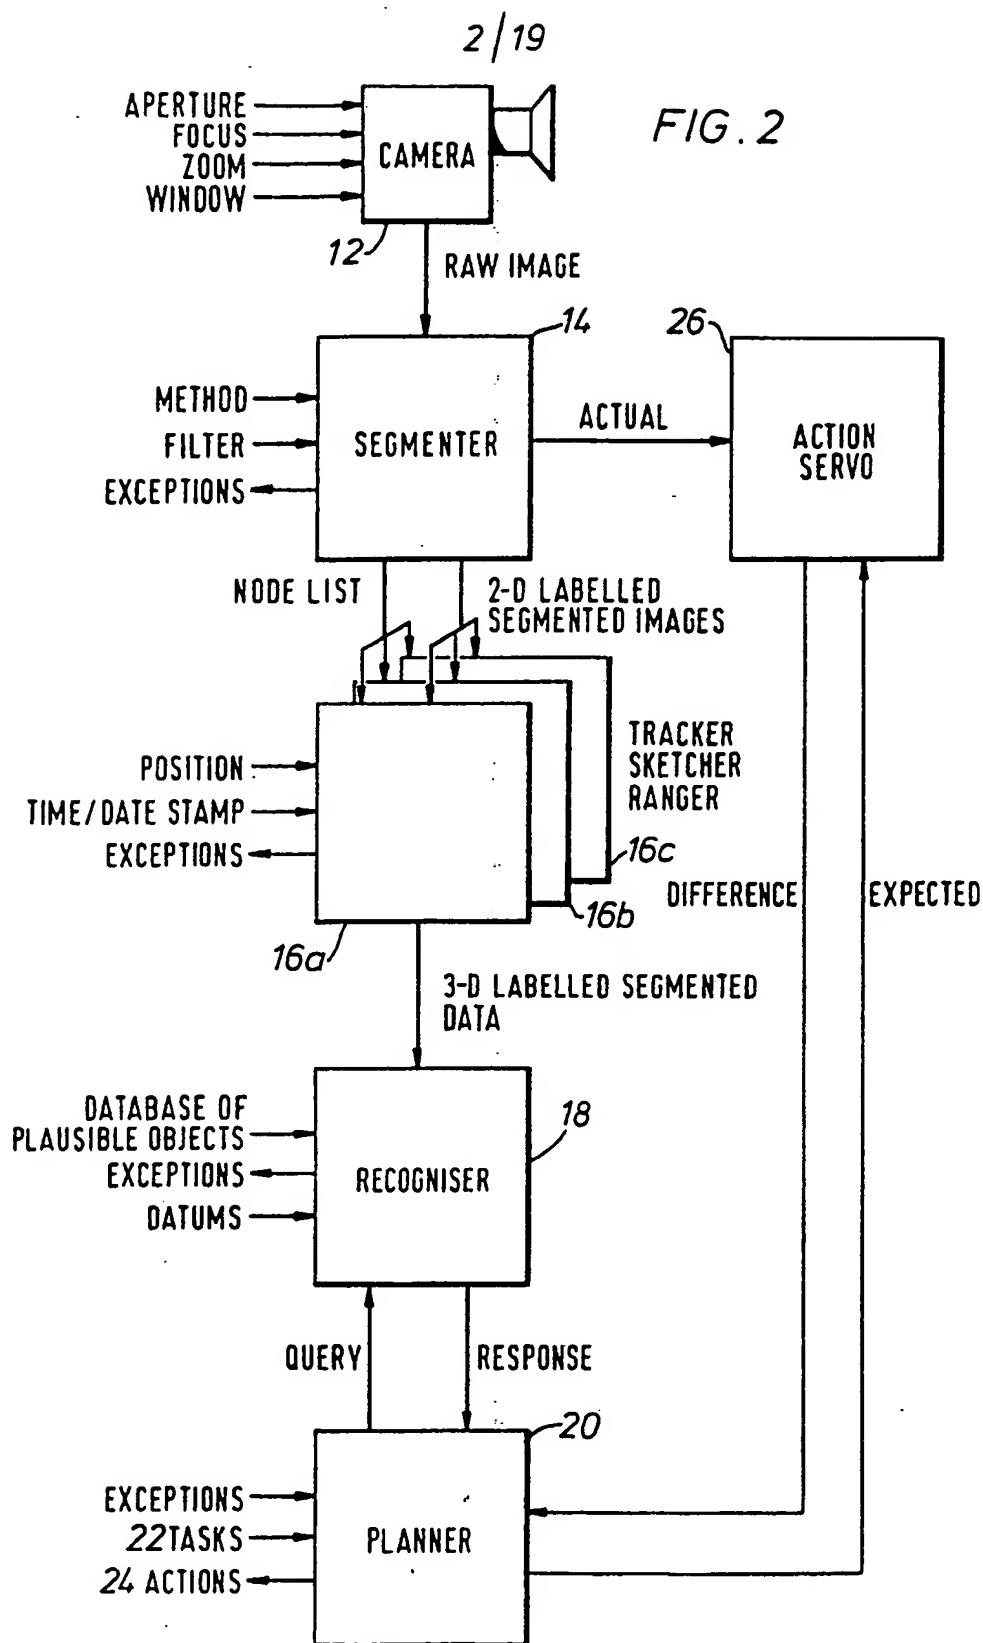 2/19
FIG. 2
APERTURE
FOCUS
ZOOM
WINDOW
CAMERA
12
RAW IMAGE
14
26
METHOD
FILTER
EXCEPTIONS
SEGMENTER
ACTUAL
ACTION
SERVO
NODE LIST
2-D LABELLED
SEGMENTED IMAGES
POSITION
TIME/DATE STAMP
EXCEPTIONS
TRACKER
SKETCHER
RANGER
16c
16b
16a
DIFFERENCE
EXPECTED
3-D LABELLED SEGMENTED
DATA
DATABASE OF
PLAUSIBLE OBJECTS
EXCEPTIONS
DATUMS
RECOGNISER
18
QUERY
RESPONSE
20
EXCEPTIONS
22 TASKS
24 ACTIONS
PLANNER